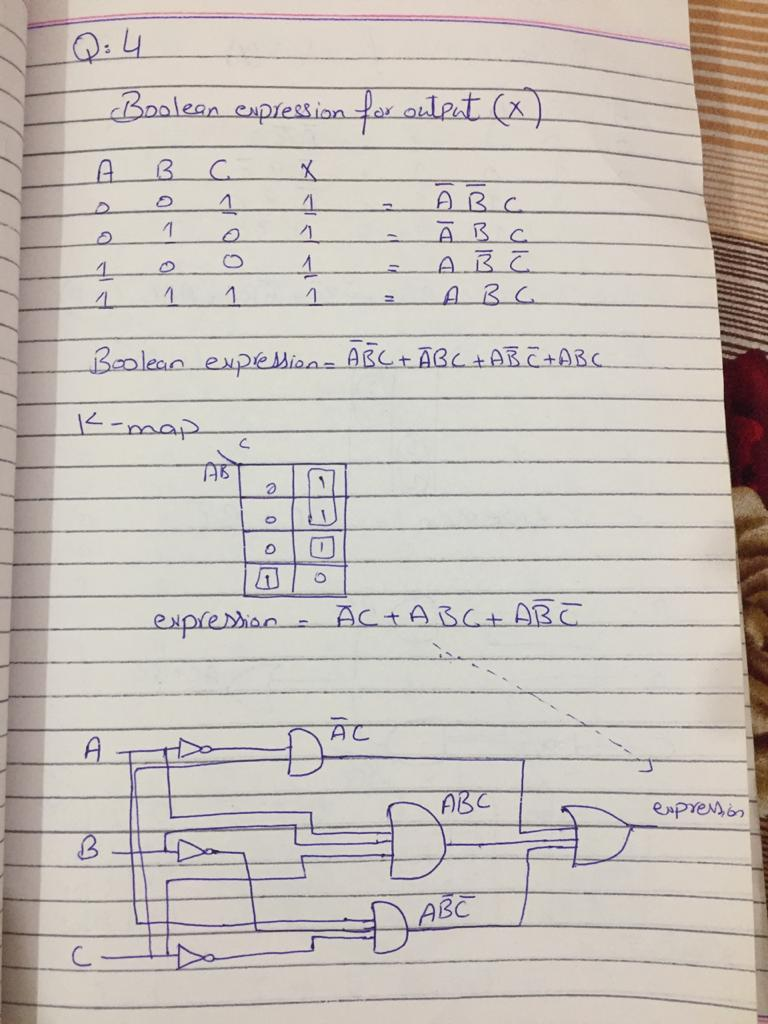 Q:4
Boolean expression for output (X)
A B C X
0 0 1 1 = A̅ B̅ C
0 1 0 1 = A̅ B C
1 0 0 1 = A B̅ C̅
1 1 1 1 = A B C
Boolean expression = A̅B̅C + A̅BC + AB̅C̅ + ABC
K-map
C
AB
0 1
0 1
0 1
1 0
expression = A̅C + ABC + AB̅C̅
A
A̅C
ABC
expression
B
AB̅C̅
C